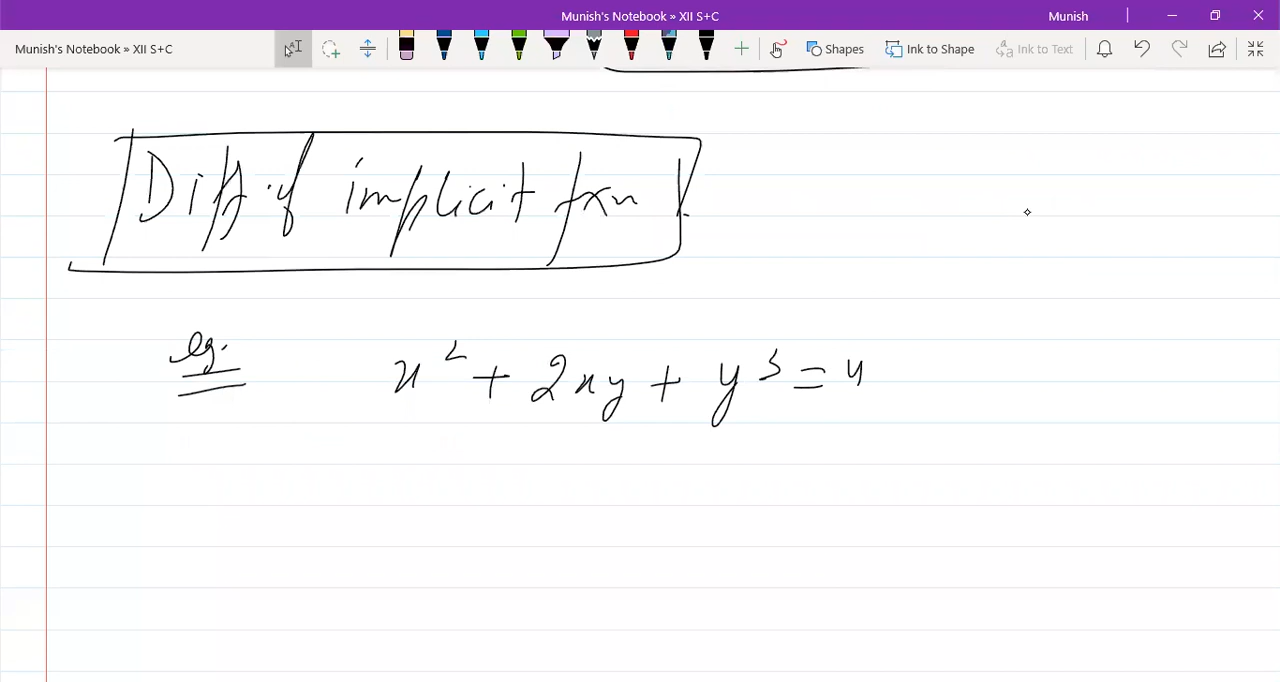 Munish's Notebook » XII S+C
Munish
Munish's Notebook » XII S+C
Shapes
Ink to Shape
Ink to Text
Diff. of implicit fxn
eg.
x² + 2xy + y³ = 4